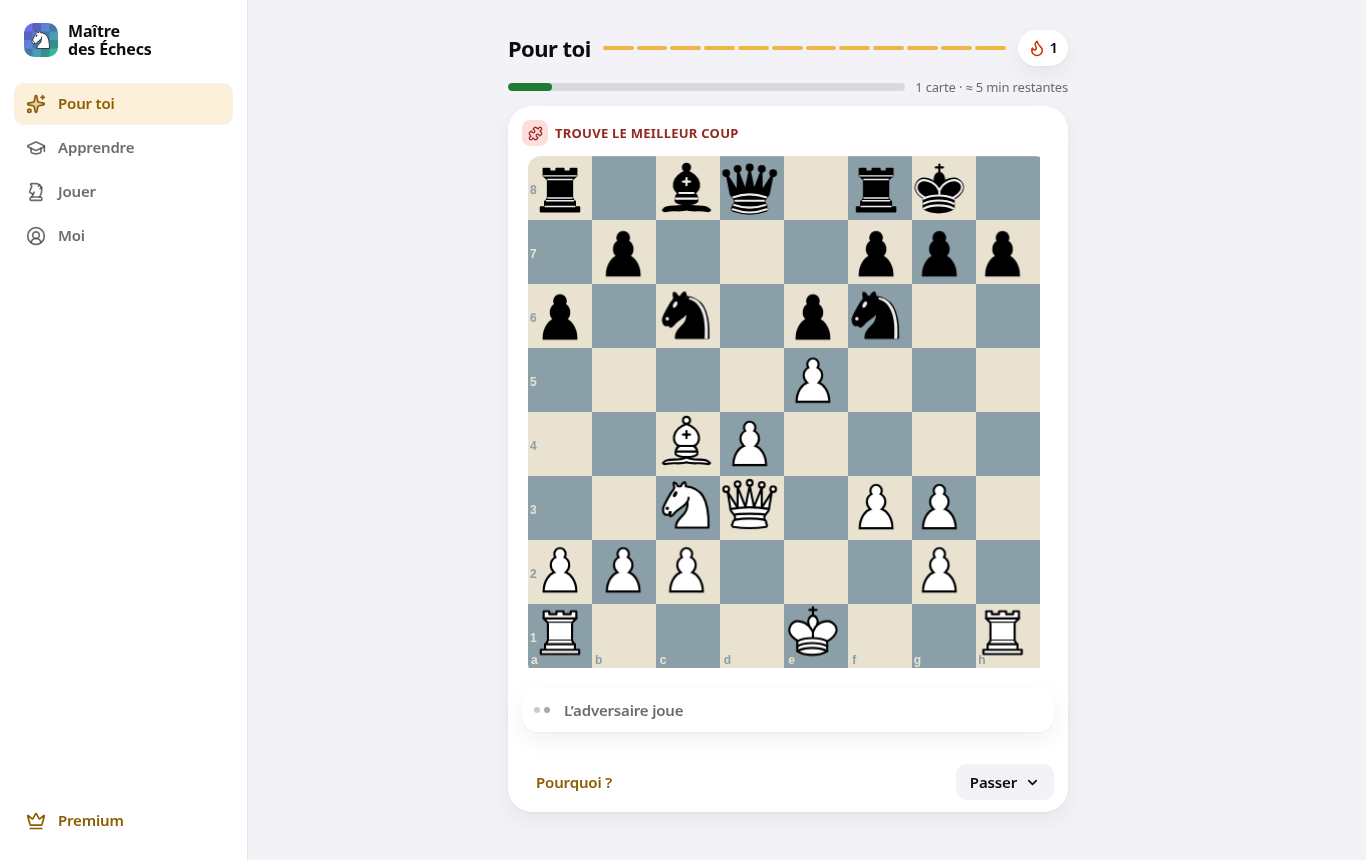 Maître
des Échecs
Pour toi
Apprendre
Jouer
Moi
Premium
Pour toi
1
1 carte · ≈ 5 min restantes
TROUVE LE MEILLEUR COUP
8
7
6
5
4
3
2
1
a b c d e f g h
L’adversaire joue
Pourquoi ?
Passer